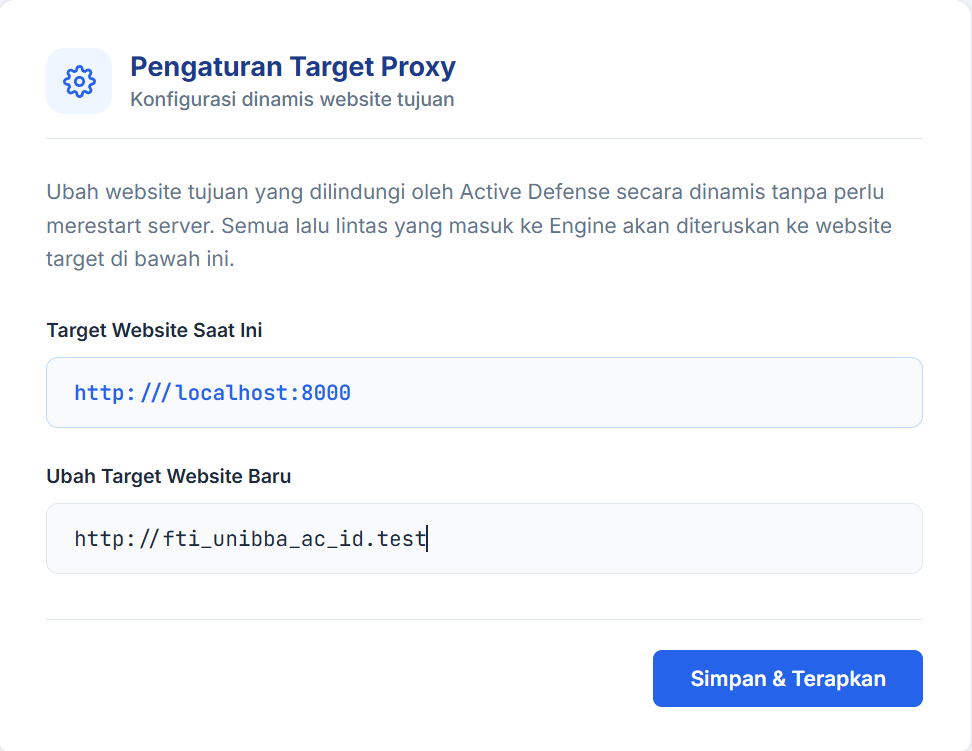 Pengaturan Target Proxy
Konfigurasi dinamis website tujuan
Ubah website tujuan yang dilindungi oleh Active Defense secara dinamis tanpa perlu
merestart server. Semua lalu lintas yang masuk ke Engine akan diteruskan ke website
target di bawah ini.
Target Website Saat Ini
http:///localhost:8000
Ubah Target Website Baru
http://fti_unibba_ac_id.test
Simpan & Terapkan